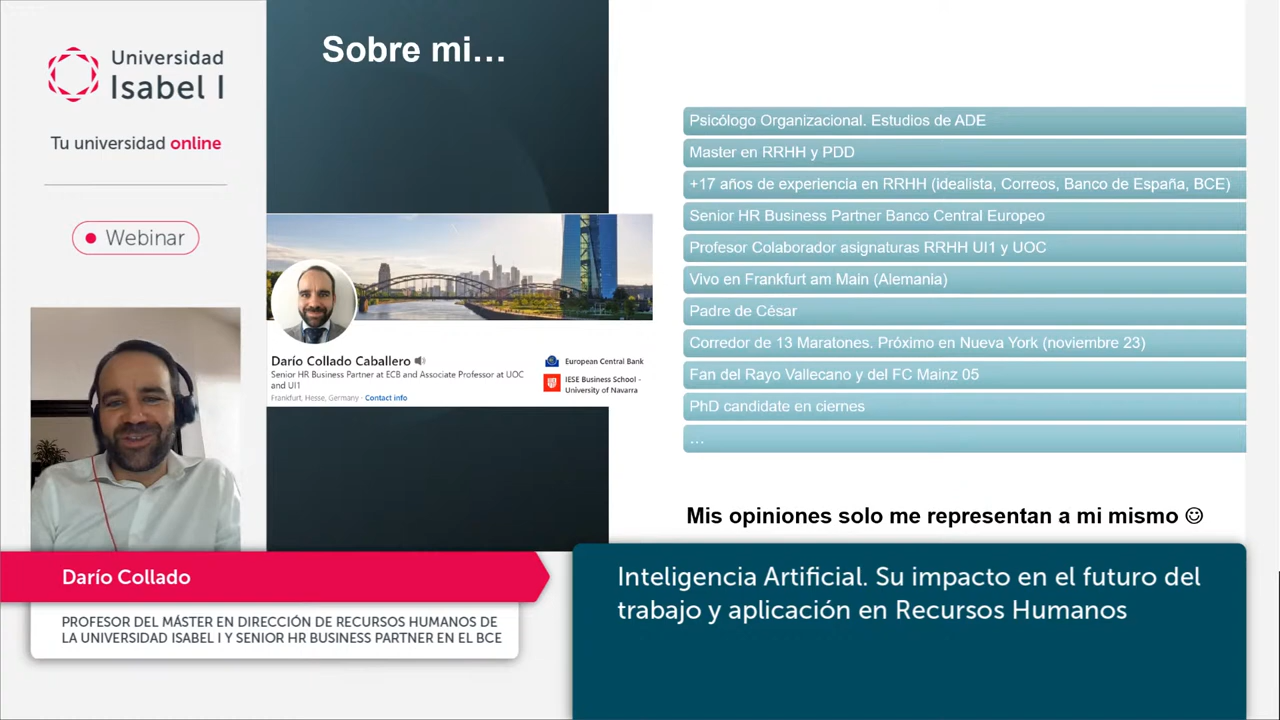 Universidad
Isabel I
Tu universidad online
Webinar
Sobre mi...
Darío Collado Caballero
Senior HR Business Partner at ECB and Associate Professor at UOC
and UI1
Frankfurt, Hesse, Germany · Contact info
European Central Bank
IESE Business School -
University of Navarra
Psicólogo Organizacional. Estudios de ADE
Master en RRHH y PDD
+17 años de experiencia en RRHH (idealista, Correos, Banco de España, BCE)
Senior HR Business Partner Banco Central Europeo
Profesor Colaborador asignaturas RRHH UI1 y UOC
Vivo en Frankfurt am Main (Alemania)
Padre de César
Corredor de 13 Maratones. Próximo en Nueva York (noviembre 23)
Fan del Rayo Vallecano y del FC Mainz 05
PhD candidate en ciernes
...
Mis opiniones solo me representan a mi mismo ☺
Darío Collado
PROFESOR DEL MÁSTER EN DIRECCIÓN DE RECURSOS HUMANOS DE
LA UNIVERSIDAD ISABEL I Y SENIOR HR BUSINESS PARTNER EN EL BCE
Inteligencia Artificial. Su impacto en el futuro del
trabajo y aplicación en Recursos Humanos